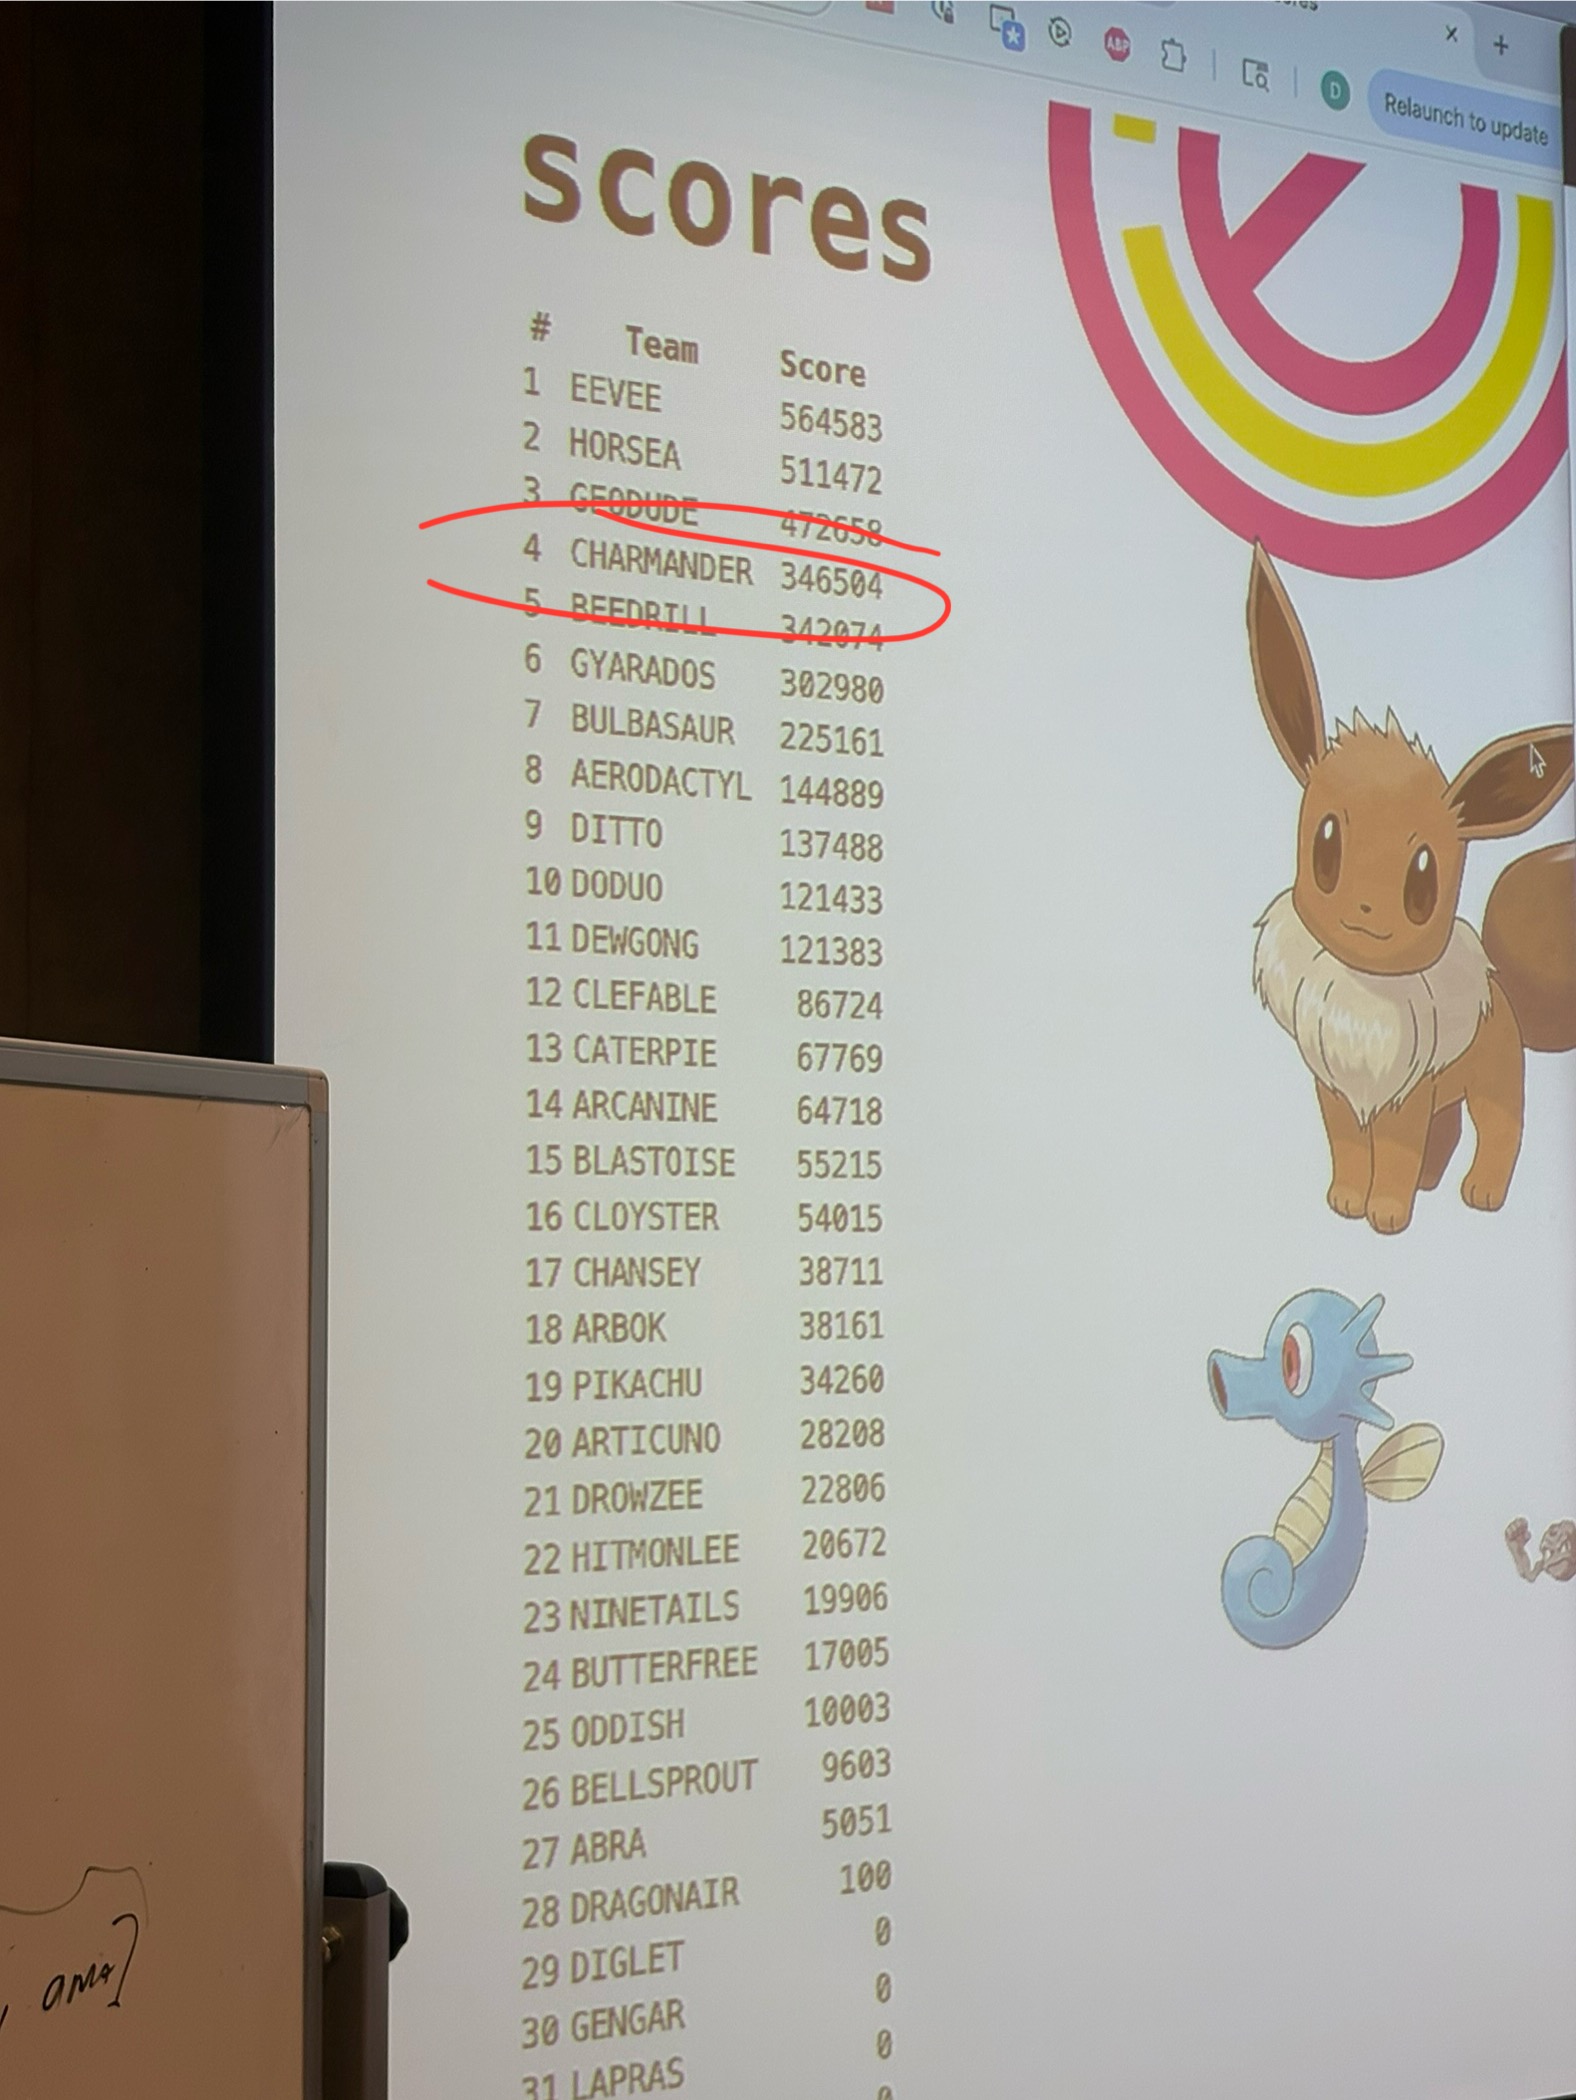 Relaunch to update
ABP
D
scores
# Team Score
1 EEVEE 564583
2 HORSEA 511472
3 GEODUDE 472658
4 CHARMANDER 346504
5 BEEDRILL 342074
6 GYARADOS 302980
7 BULBASAUR 225161
8 AERODACTYL 144889
9 DITTO 137488
10 DODUO 121433
11 DEWGONG 121383
12 CLEFABLE 86724
13 CATERPIE 67769
14 ARCANINE 64718
15 BLASTOISE 55215
16 CLOYSTER 54015
17 CHANSEY 38711
18 ARBOK 38161
19 PIKACHU 34260
20 ARTICUNO 28208
21 DROWZEE 22806
22 HITMONLEE 20672
23 NINETAILS 19906
24 BUTTERFREE 17005
25 ODDISH 10003
26 BELLSPROUT 9603
27 ABRA 5051
28 DRAGONAIR 100
29 DIGLET 0
30 GENGAR 0
31 LAPRAS 0